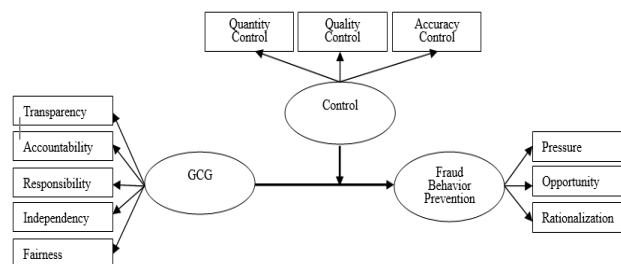 Quantity
Control
Quality
Control
Accuracy
Control
Control
Transparency
Accountability
Responsibility
Independency
Fairness
GCG
Fraud
Behavior
Prevention
Pressure
Opportunity
Rationalization